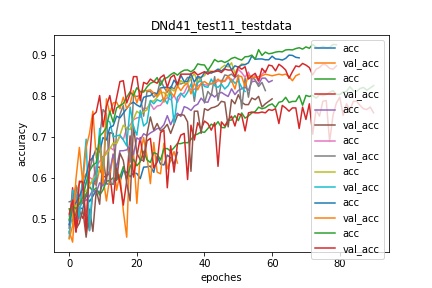 DNd41_test11_testdata
0.9
0.8
0.7
0.6
0.5
accuracy
0
20
40
60
80
epoches
acc
val_acc
acc
val_acc
acc
val_acc
acc
val_acc
acc
val_acc
acc
val_acc
acc
val_acc